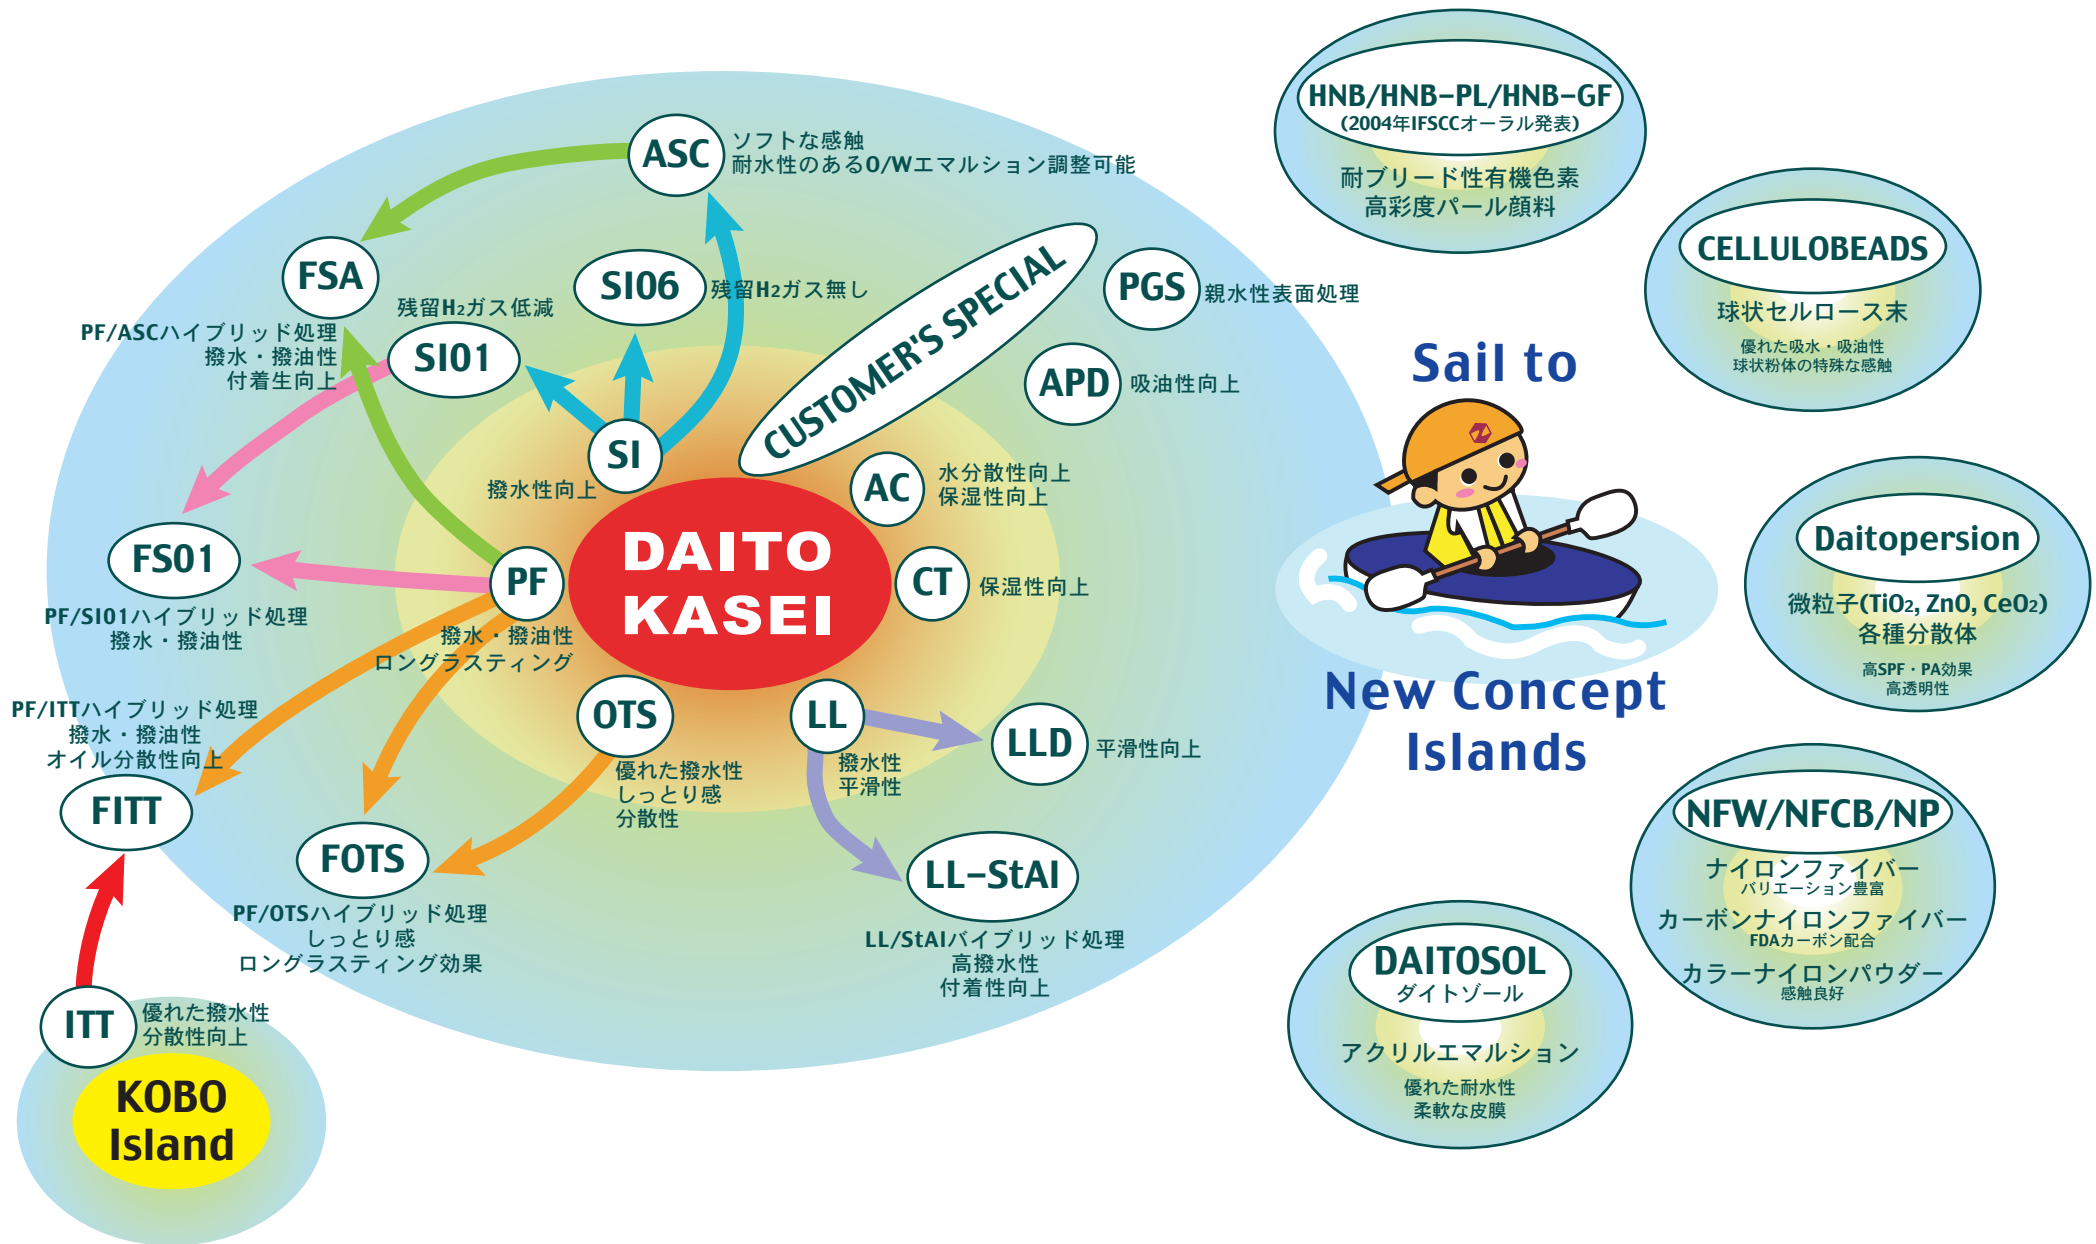 ASC
ソフトな感触
耐水性のあるO/Wエマルション調整可能
FSA
PF/ASCハイブリッド処理
撥水・撥油性
付着生向上
SI06
残留H₂ガス無し
残留H₂ガス低減
SI01
SI
撥水性向上
CUSTOMER'S SPECIAL
PGS
親水性表面処理
APD
吸油性向上
AC
水分散性向上
保湿性向上
DAITO
KASEI
CT
保湿性向上
PF
撥水・撥油性
ロングラスティング
FS01
PF/SI01ハイブリッド処理
撥水・撥油性
PF/ITTハイブリッド処理
撥水・撥油性
オイル分散性向上
FITT
OTS
優れた撥水性
しっとり感
分散性
FOTS
PF/OTSハイブリッド処理
しっとり感
ロングラスティング効果
LL
撥水性
平滑性
LLD
平滑性向上
LL-StAI
LL/StAIバイブリッド処理
高撥水性
付着性向上
ITT
優れた撥水性
分散性向上
KOBO
Island
Sail to
New Concept
Islands
HNB/HNB-PL/HNB-GF
(2004年IFSCCオーラル発表)
耐ブリード性有機色素
高彩度パール顔料
CELLULOBEADS
球状セルロース末
優れた吸水・吸油性
球状粉体の特殊な感触
Daitopersion
微粒子(TiO₂, ZnO, CeO₂)
各種分散体
高SPF・PA効果
高透明性
NFW/NFCB/NP
ナイロンファイバー
バリエーション豊富
カーボンナイロンファイバー
FDAカーボン配合
カラーナイロンパウダー
感触良好
DAITOSOL
ダイトゾール
アクリルエマルション
優れた耐水性
柔軟な皮膜